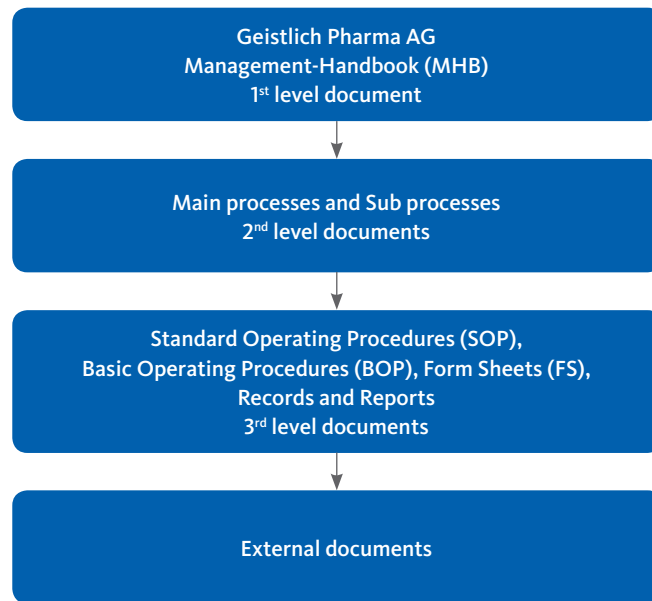 Geistlich Pharma AG
Management-Handbook (MHB)
1st level document
Main processes and Sub processes
2nd level documents
Standard Operating Procedures (SOP),
Basic Operating Procedures (BOP), Form Sheets (FS),
Records and Reports
3rd level documents
External documents